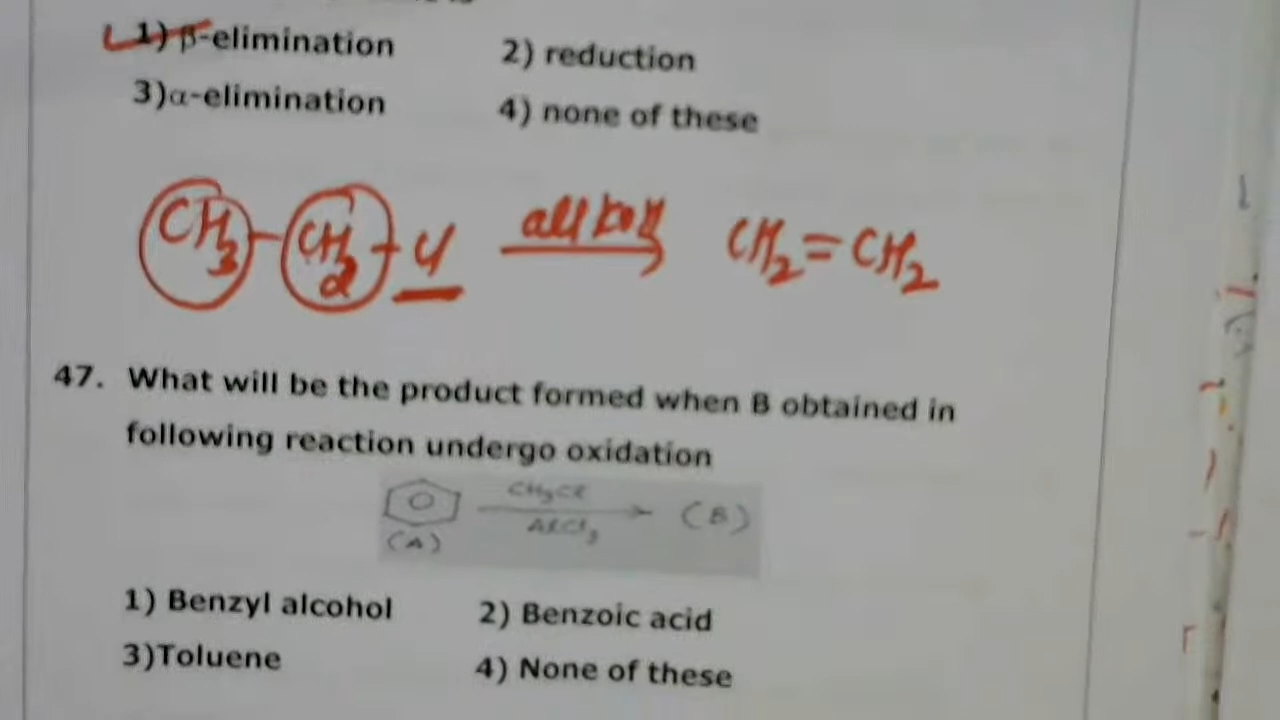 1) β-elimination 2) reduction
3)α-elimination 4) none of these
CH3-CH2+Cl alc KOH CH2=CH2
47. What will be the product formed when B obtained in
following reaction undergo oxidation
CH3Cl
AlCl3 (B)
(A)
1) Benzyl alcohol 2) Benzoic acid
3)Toluene 4) None of these